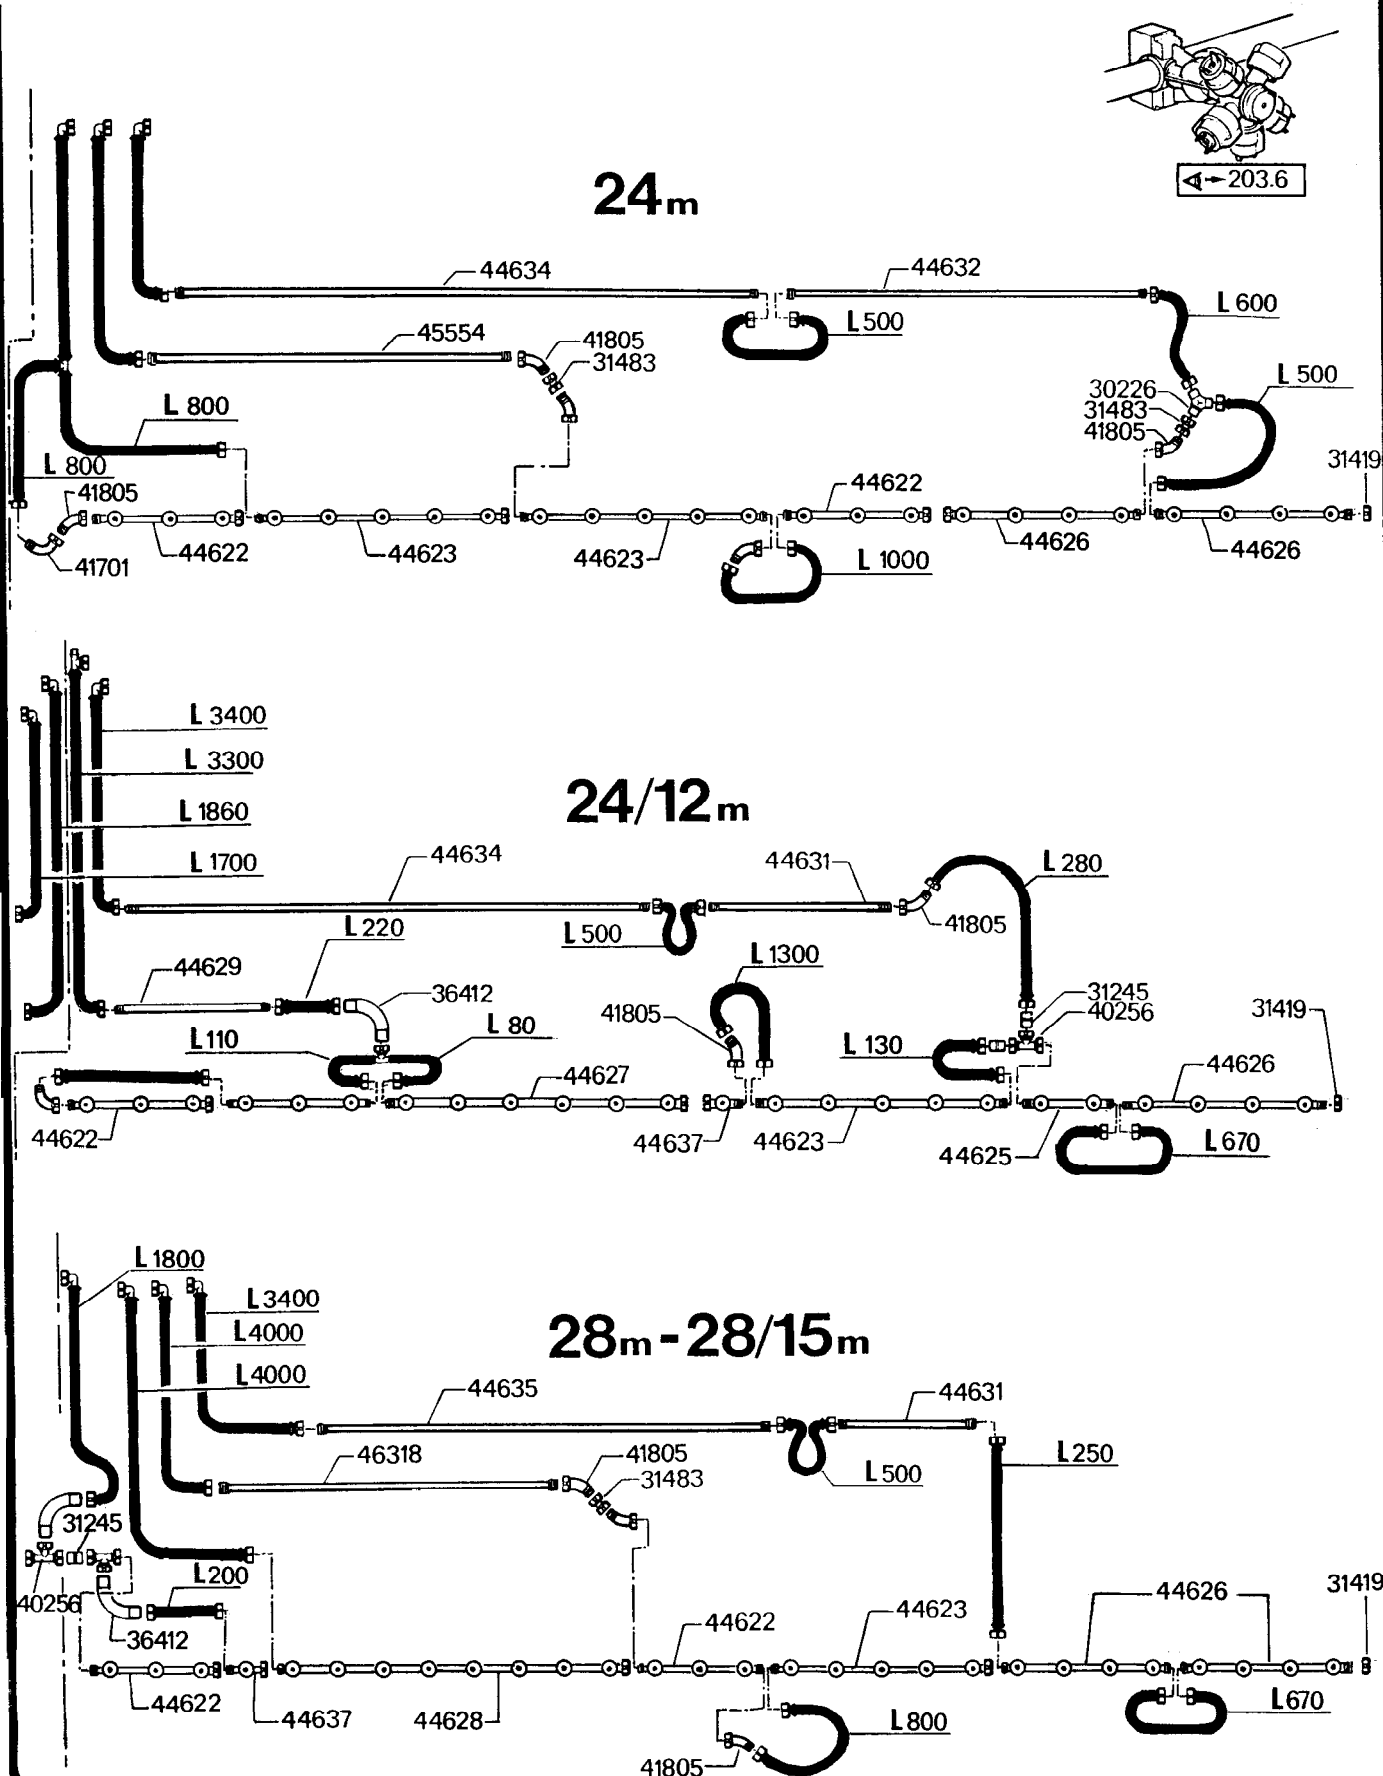 203.6
24m
44634
44632
L 600
L 500
45554
41805
31483
L 500
30226
31483
41805
L 800
L 800
31419
41805
44622
44622
44623
44623
44626
44626
41701
L 1000
L 3400
L 3300
24/12m
L 1860
L 1700
44634
44631
L 280
41805
L 220
L 500
L 1300
44629
36412
31245
40256
31419
41805
L 110
L 80
L 130
44627
44626
44622
44637
44623
44625
L 670
L 1800
L 3400
L 4000
28m-28/15m
L 4000
44635
44631
46318
41805
31483
L 500
L 250
31245
L 200
40256
36412
44622
44623
44626
31419
44622
44637
44628
L 670
L 800
41805